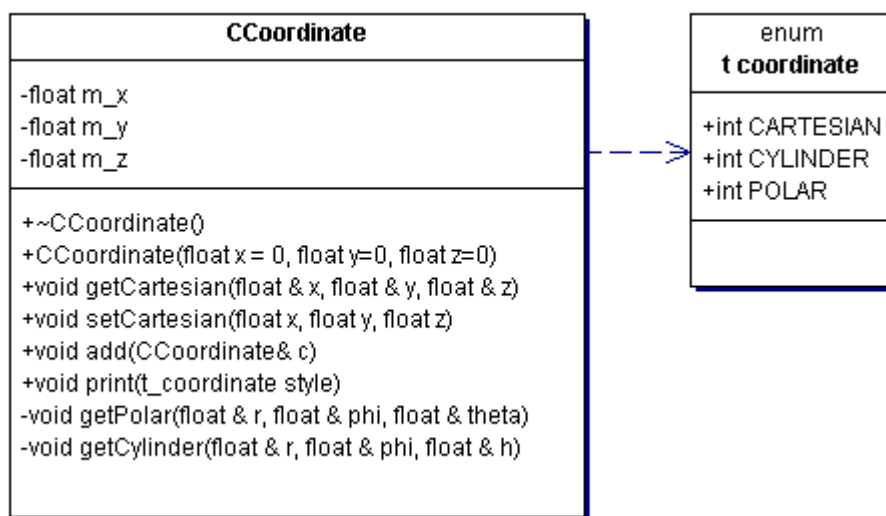 CCoordinate
-float m_x
-float m_y
-float m_z
+~CCoordinate()
+CCoordinate(float x = 0, float y=0, float z=0)
+void getCartesian(float & x, float & y, float & z)
+void setCartesian(float x, float y, float z)
+void add(CCoordinate& c)
+void print(t_coordinate style)
-void getPolar(float & r, float & phi, float & theta)
-void getCylinder(float & r, float & phi, float & h)
enum
t coordinate
+int CARTESIAN
+int CYLINDER
+int POLAR